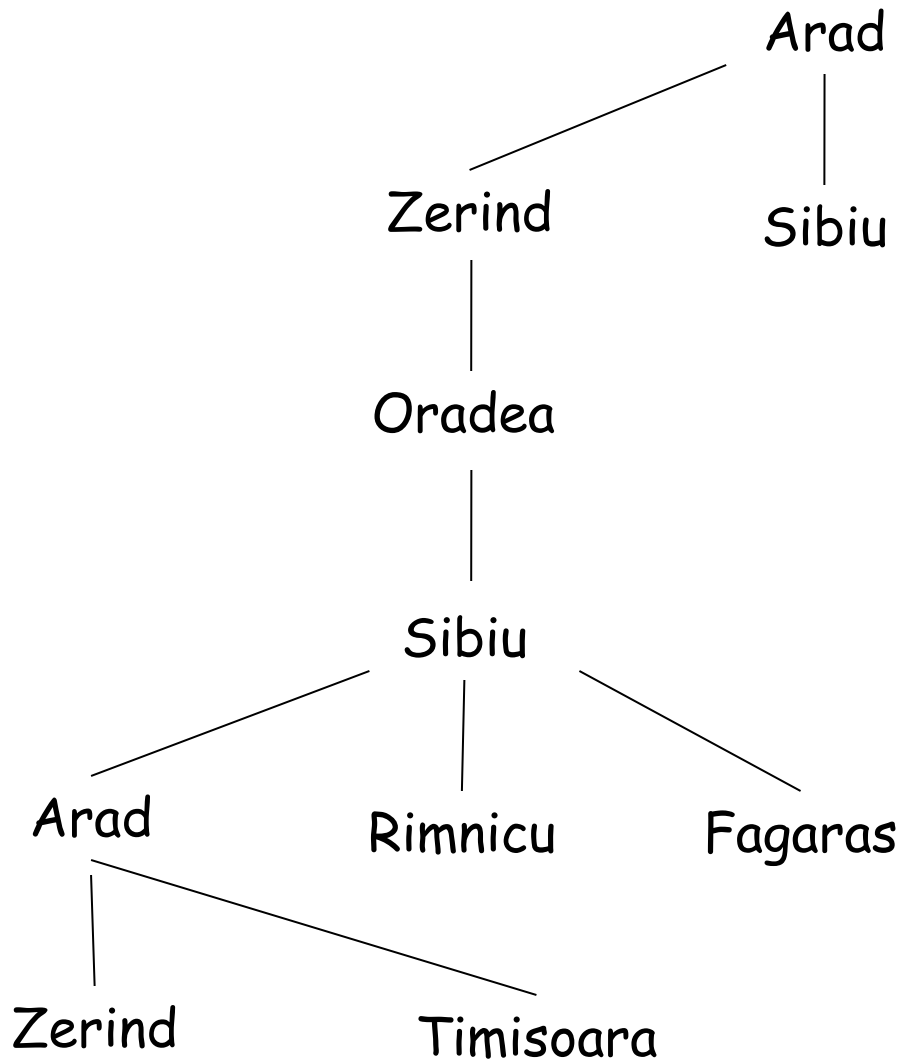 Arad
Zerind
Sibiu
Oradea
Sibiu
Arad
Rimnicu
Fagaras
Zerind
Timisoara